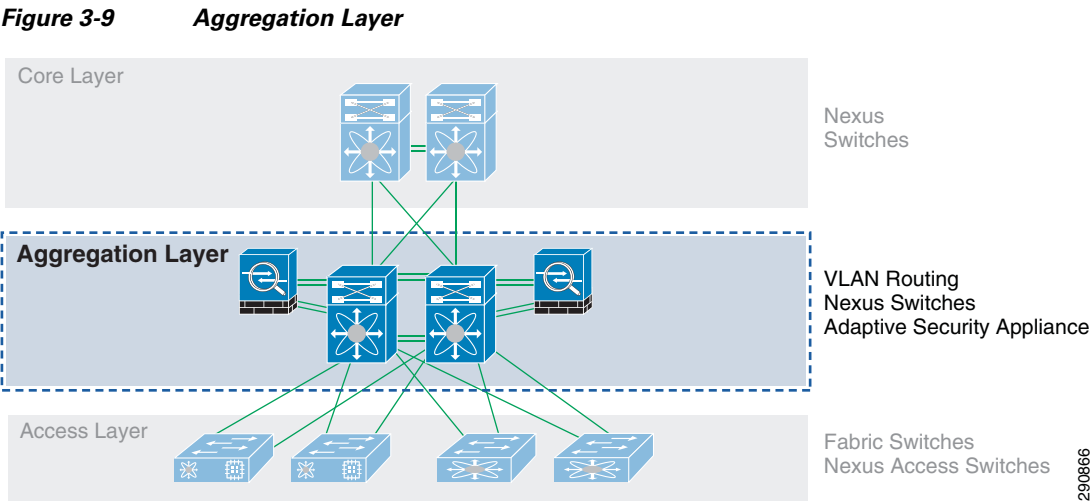 Figure 3-9 Aggregation Layer
Core Layer
Nexus
Switches
Aggregation Layer
VLAN Routing
Nexus Switches
Adaptive Security Appliance
Access Layer
Fabric Switches
Nexus Access Switches
290866